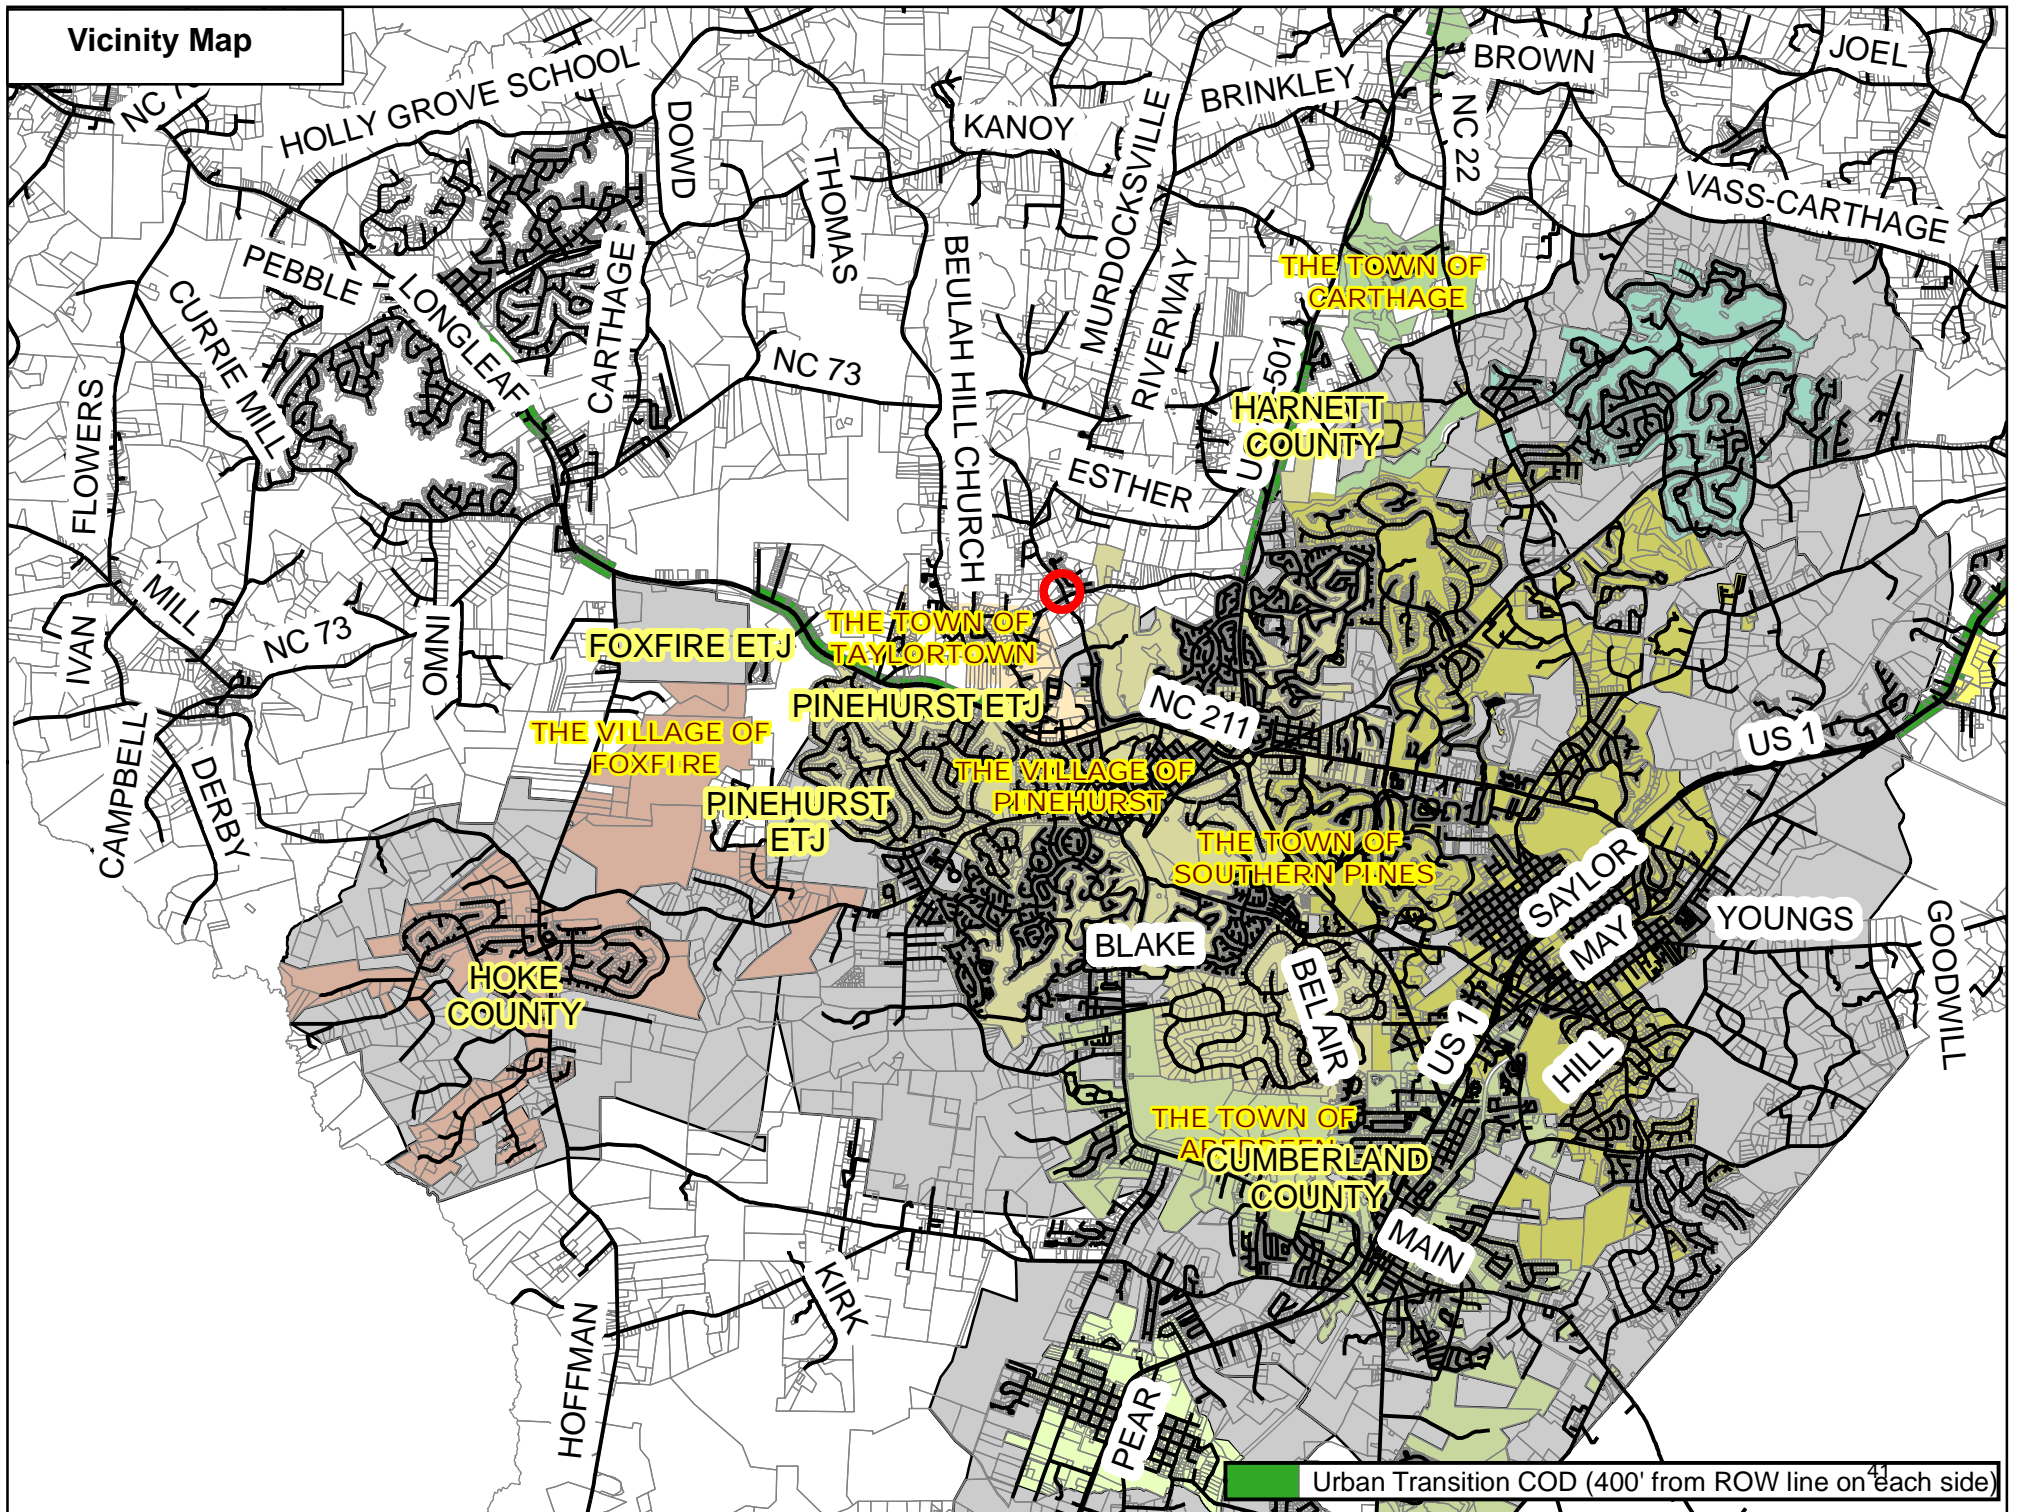 Vicinity Map
NC 7
HOLLY GROVE SCHOOL
DOWD
KANOY
BRINKLEY
BROWN
JOEL
NC 22
MURDOCKSVILLE
THOMAS
VASS-CARTHAGE
PEBBLE
LONGLEAF
CARTHAGE
BEULAH HILL CHURCH
RIVERWAY
THE TOWN OF
CARTHAGE
CURRIE MILL
NC 73
-501
FLOWERS
HARNETT
COUNTY
ESTHER
MILL
IVAN
NC 73
OMNI
FOXFIRE ETJ
THE TOWN OF
TAYLORTOWN
PINEHURST ETJ
NC 211
US 1
CAMPBELL
DERBY
THE VILLAGE OF
FOXFIRE
THE VILLAGE OF
PINEHURST
PINEHURST
ETJ
THE TOWN OF
SOUTHERN PINES
SAYLOR
MAY
YOUNGS
GOODWILL
BLAKE
BEL AIR
HOKE
COUNTY
US 1
HILL
THE TOWN OF
ABERDEEN
CUMBERLAND
COUNTY
MAIN
KIRK
HOFFMAN
PEAR
Urban Transition COD (400' from ROW line on each side)
41